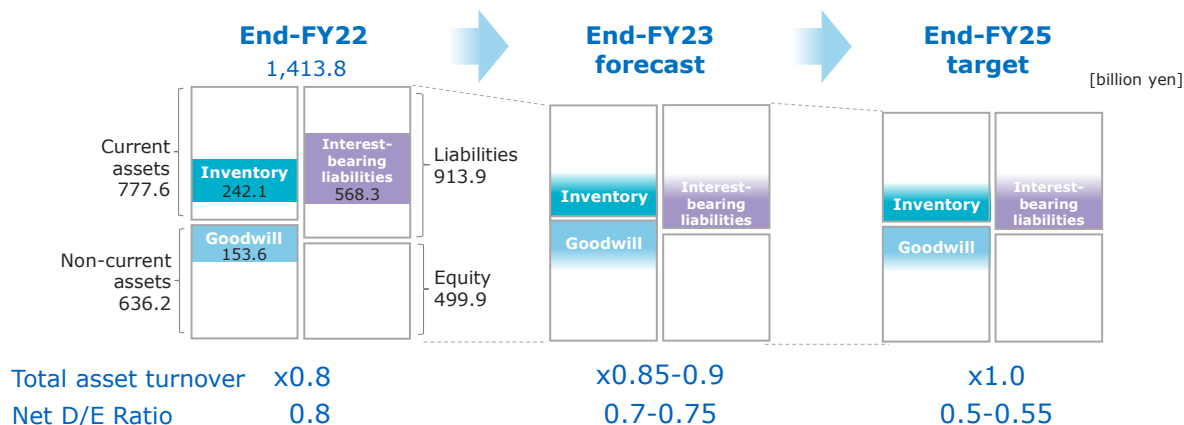 End-FY22
1,413.8
End-FY23
forecast
End-FY25
target
[billion yen]
Current
assets
777.6
Inventory
242.1
Interest-
bearing
liabilities
568.3
Liabilities
913.9
Goodwill
153.6
Non-current
assets
636.2
Equity
499.9
Inventory
Interest-
bearing
liabilities
Goodwill
Inventory
Interest-
bearing
liabilities
Goodwill
Total asset turnover x0.8 x0.85-0.9 x1.0
Net D/E Ratio 0.8 0.7-0.75 0.5-0.55